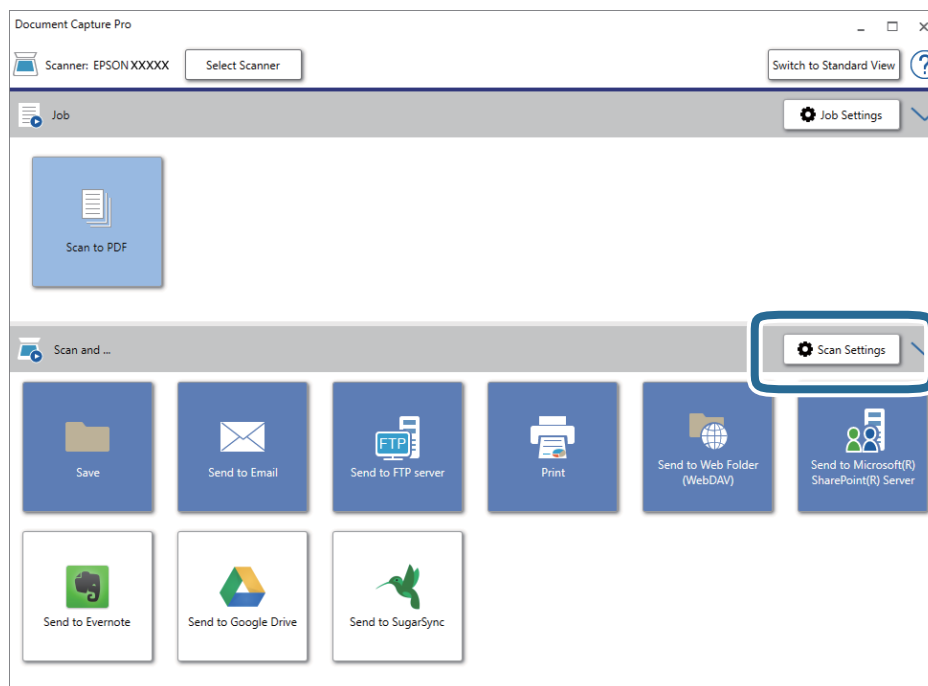 Document Capture Pro
Scanner: EPSON XXXXX
Select Scanner
Switch to Standard View
?
Job
Job Settings
Scan to PDF
Scan and ...
Scan Settings
FTP
Save
Send to Email
Send to FTP server
Print
Send to Web Folder
(WebDAV)
Send to Microsoft(R)
SharePoint(R) Server
Send to Evernote
Send to Google Drive
Send to SugarSync